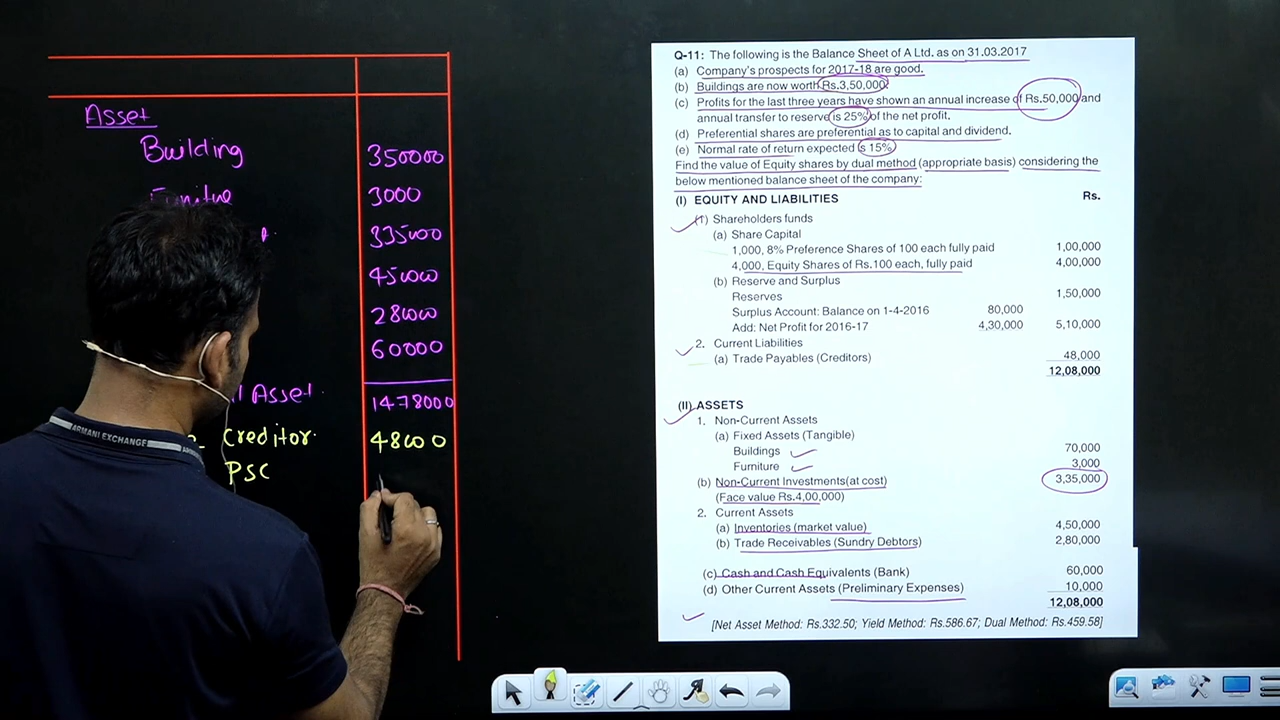 Asset
Building 350000
3000
335000
450000
280000
60000
Asset. 1478000
Creditor. 48000
PSC
ARMANI EXCHANGE
Q-11: The following is the Balance Sheet of A Ltd. as on 31.03.2017
(a) Company's prospects for 2017-18 are good.
(b) Buildings are now worth Rs.3,50,000.
(c) Profits for the last three years have shown an annual increase of Rs.50,000 and
annual transfer to reserve is 25% of the net profit.
(d) Preferential shares are preferential as to capital and dividend.
(e) Normal rate of return expected is 15%
Find the value of Equity shares by dual method (appropriate basis) considering the
below mentioned balance sheet of the company:
(I) EQUITY AND LIABILITIES Rs.
(1) Shareholders funds
(a) Share Capital
1,000, 8% Preference Shares of 100 each fully paid 1,00,000
4,000, Equity Shares of Rs.100 each, fully paid 4,00,000
(b) Reserve and Surplus
Reserves 1,50,000
Surplus Account: Balance on 1-4-2016 80,000
Add: Net Profit for 2016-17 4,30,000 5,10,000
2. Current Liabilities
(a) Trade Payables (Creditors) 48,000
12,08,000
(II) ASSETS
1. Non-Current Assets
(a) Fixed Assets (Tangible)
Buildings 70,000
Furniture 3,000
(b) Non-Current Investments(at cost) 3,35,000
(Face value Rs.4,00,000)
2. Current Assets
(a) Inventories (market value) 4,50,000
(b) Trade Receivables (Sundry Debtors) 2,80,000
(c) Cash and Cash Equivalents (Bank) 60,000
(d) Other Current Assets (Preliminary Expenses) 10,000
12,08,000
[Net Asset Method: Rs.332.50; Yield Method: Rs.586.67; Dual Method: Rs.459.58]